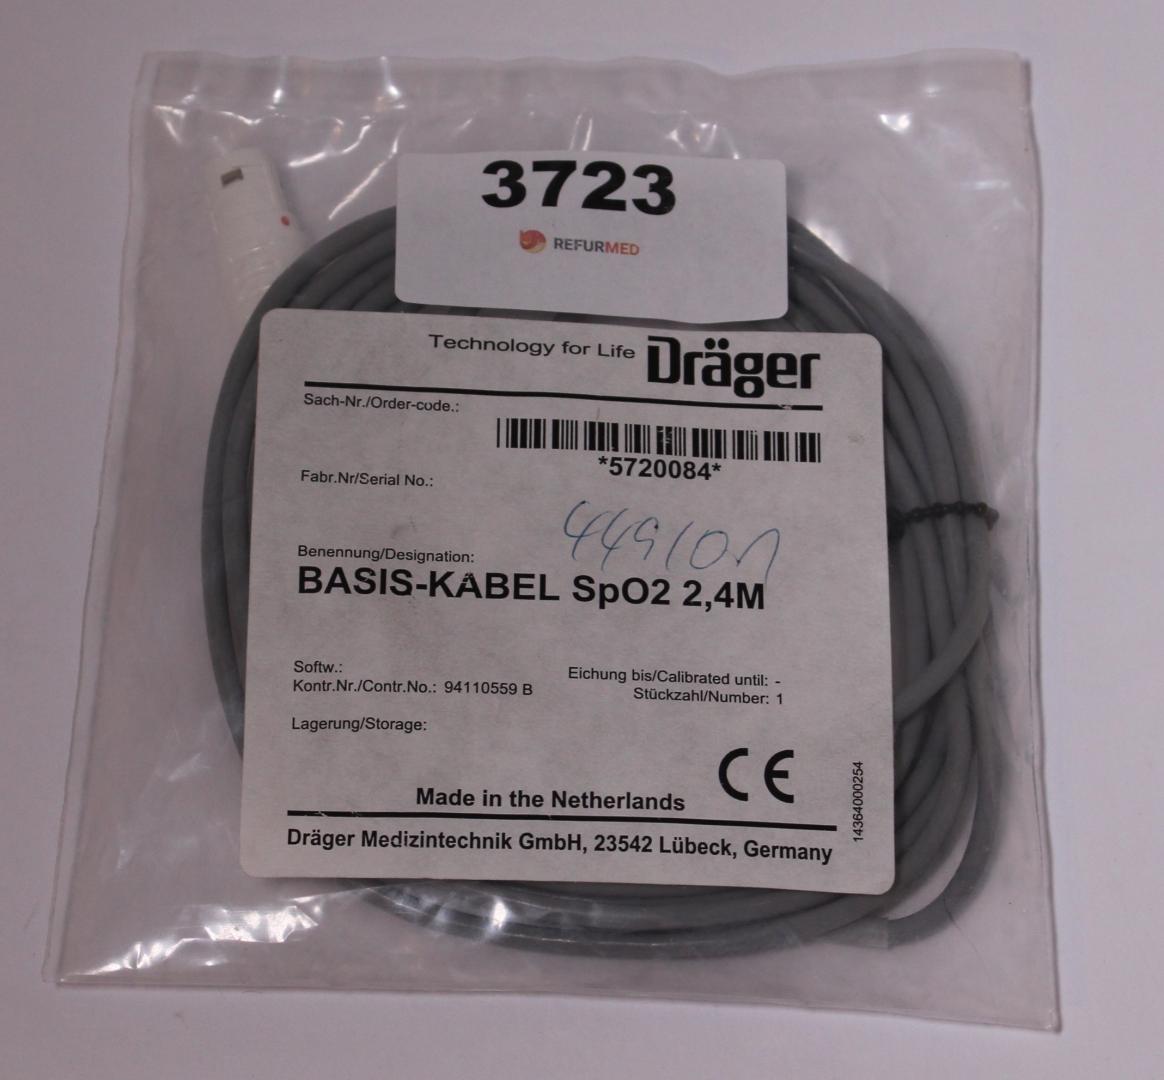 3723
REFURMED
Technology for Life Dräger
Sach-Nr./Order-code.:
*5720084*
Fabr.Nr/Serial No.:
Benennung/Designation:
BASIS-KABEL SpO2 2,4M
Softw.:
Eichung bis/Calibrated until: -
Kontr.Nr./Contr.No.: 94110559 B
Stückzahl/Number: 1
Lagerung/Storage:
CE
14364000254
Made in the Netherlands
Dräger Medizintechnik GmbH, 23542 Lübeck, Germany